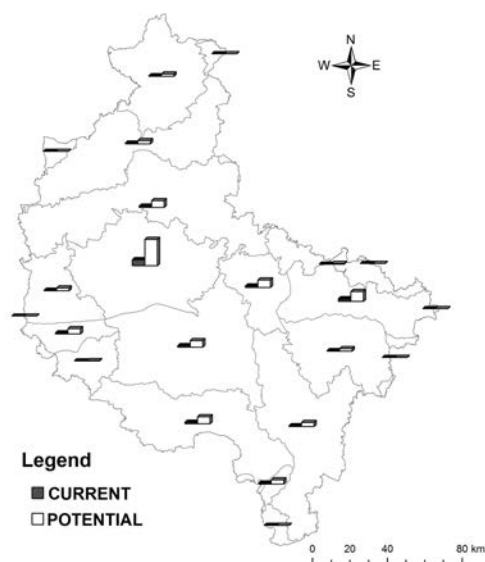 N
W E
S
Legend
CURRENT
POTENTIAL
0 20 40 80 km